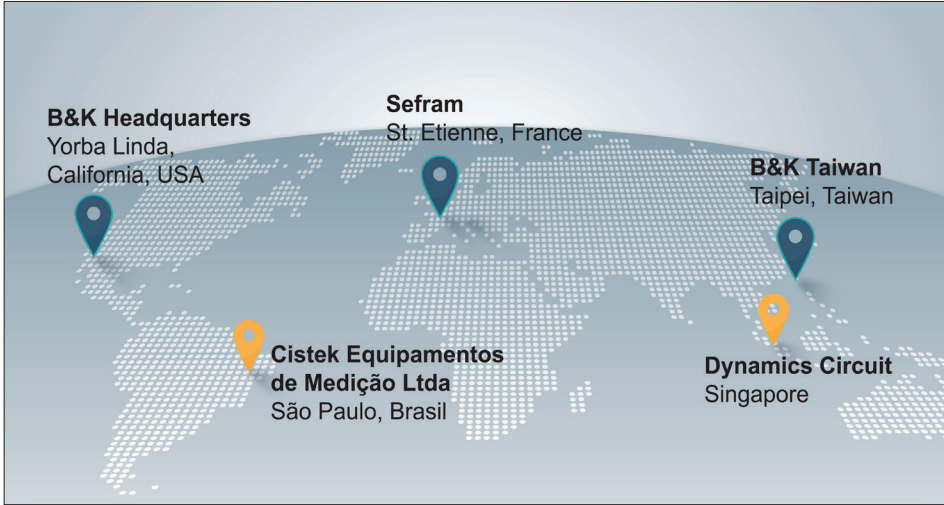 B&K Headquarters
Yorba Linda,
California, USA
Sefram
St. Etienne, France
B&K Taiwan
Taipei, Taiwan
Cistek Equipamentos
de Medição Ltda
São Paulo, Brasil
Dynamics Circuit
Singapore